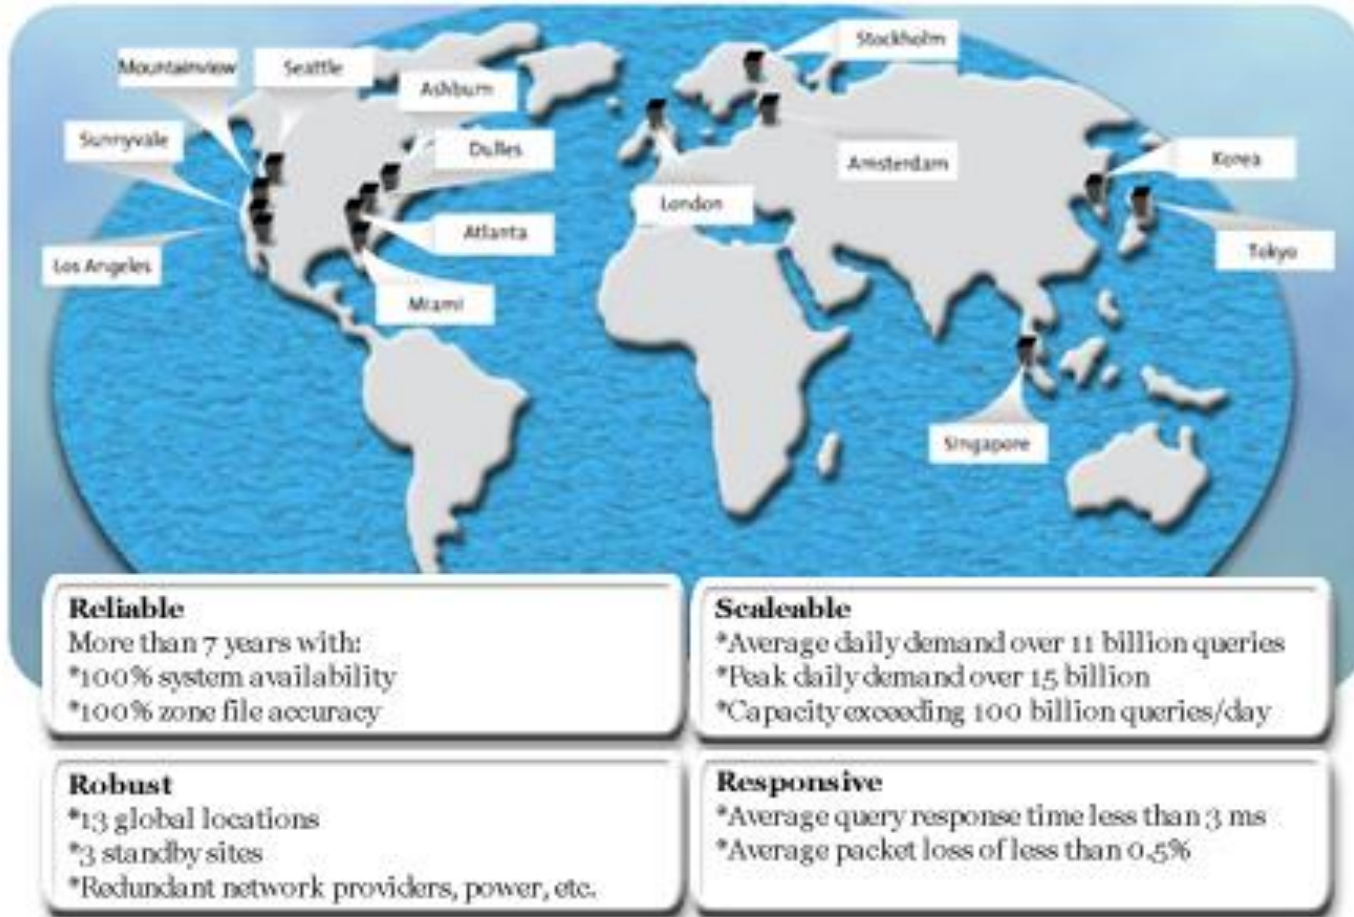 Stockholm
Mountainview
Seattle
Ashburn
Sunnyvale
Dulles
Amsterdam
Korea
London
Atlanta
Tokyo
Los Angeles
Miami
Singapore
Reliable
More than 7 years with:
*100% system availability
*100% zone file accuracy
Scaleable
*Average daily demand over 11 billion queries
*Peak daily demand over 15 billion
*Capacity exceeding 100 billion queries/day
Robust
*13 global locations
*3 standby sites
*Redundant network providers, power, etc.
Responsive
*Average query response time less than 3 ms
*Average packet loss of less than 0.5%